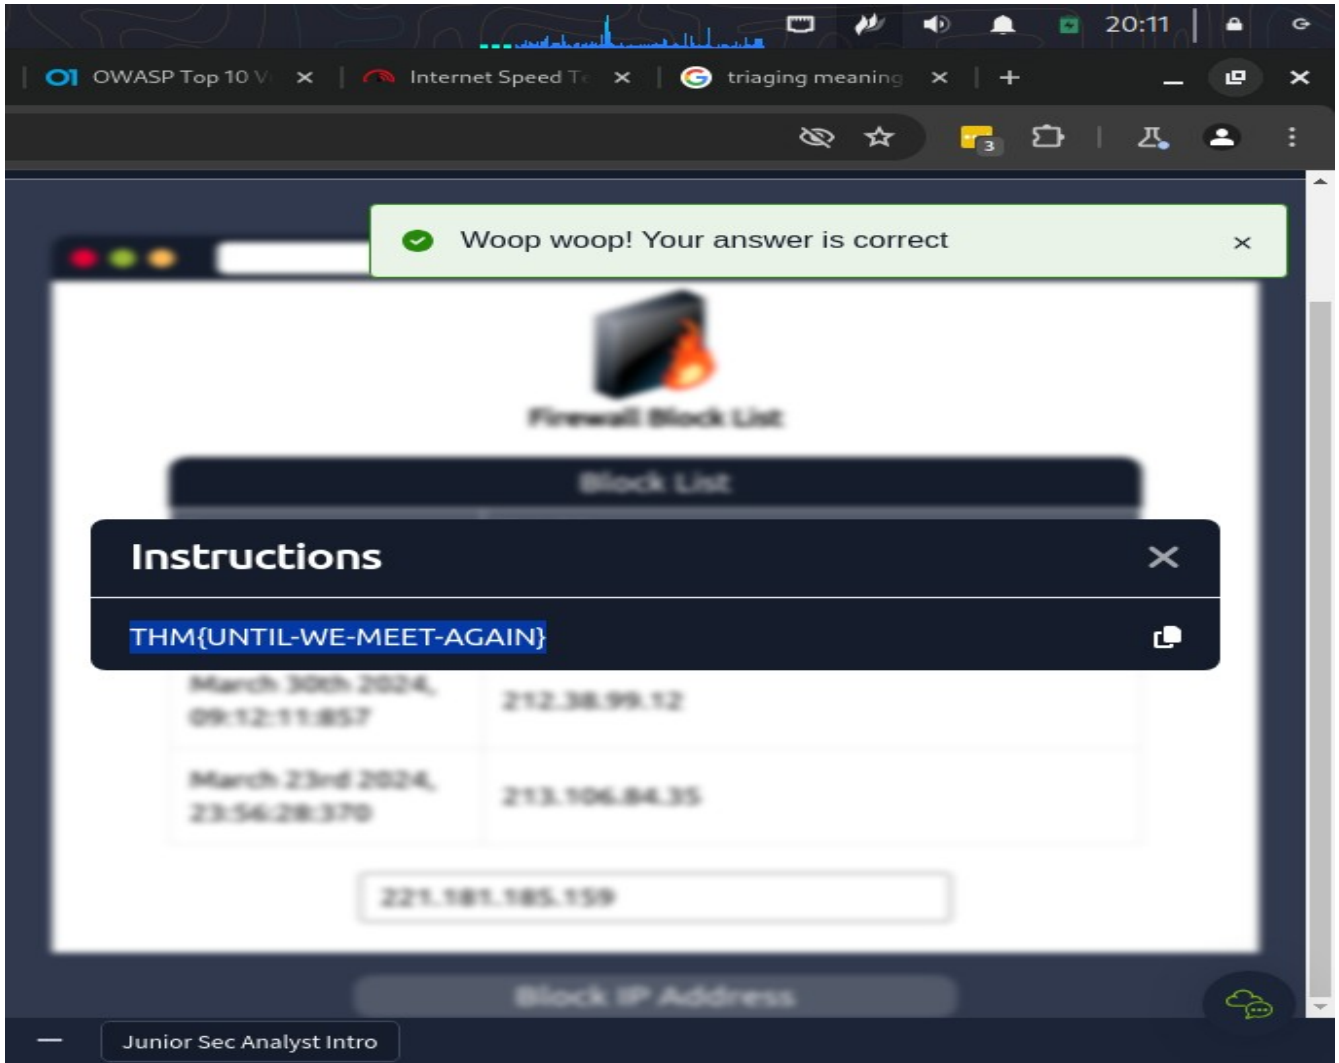 20:11
OWASP Top 10 V
Internet Speed Te
triaging meaning
3
Woop woop! Your answer is correct
Firewall Block List
Block List
Instructions
THM{UNTIL-WE-MEET-AGAIN}
March 30th 2024,
09:12:11:857
212.38.99.12
March 23rd 2024,
23:56:28:370
213.106.84.35
221.181.185.159
Block IP Address
Junior Sec Analyst Intro